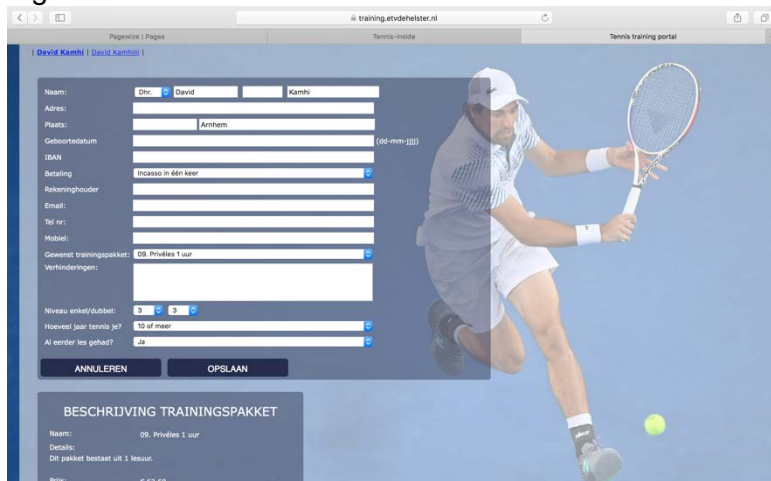 training.etvdehelster.nl
Pagewize | Pages
Tennis-inside
Tennis training portal
| David Kamhi | David Kamhiiii |
Naam: Dhr. David Kamhi
Adres:
Plaats: Arnhem
Geboortedatum (dd-mm-jjjj)
IBAN
Betaling Incasso in één keer
Rekeninghouder
Email:
Tel nr:
Mobiel:
Gewenst trainingspakket: 09. Privéles 1 uur
Verhinderingen:
Niveau enkel/dubbel: 3 3
Hoeveel jaar tennis je? 10 of meer
Al eerder les gehad? Ja
ANNULEREN OPSLAAN
BESCHRIJVING TRAININGSPAKKET
Naam: 09. Privéles 1 uur
Details:
Dit pakket bestaat uit 1 lesuur.